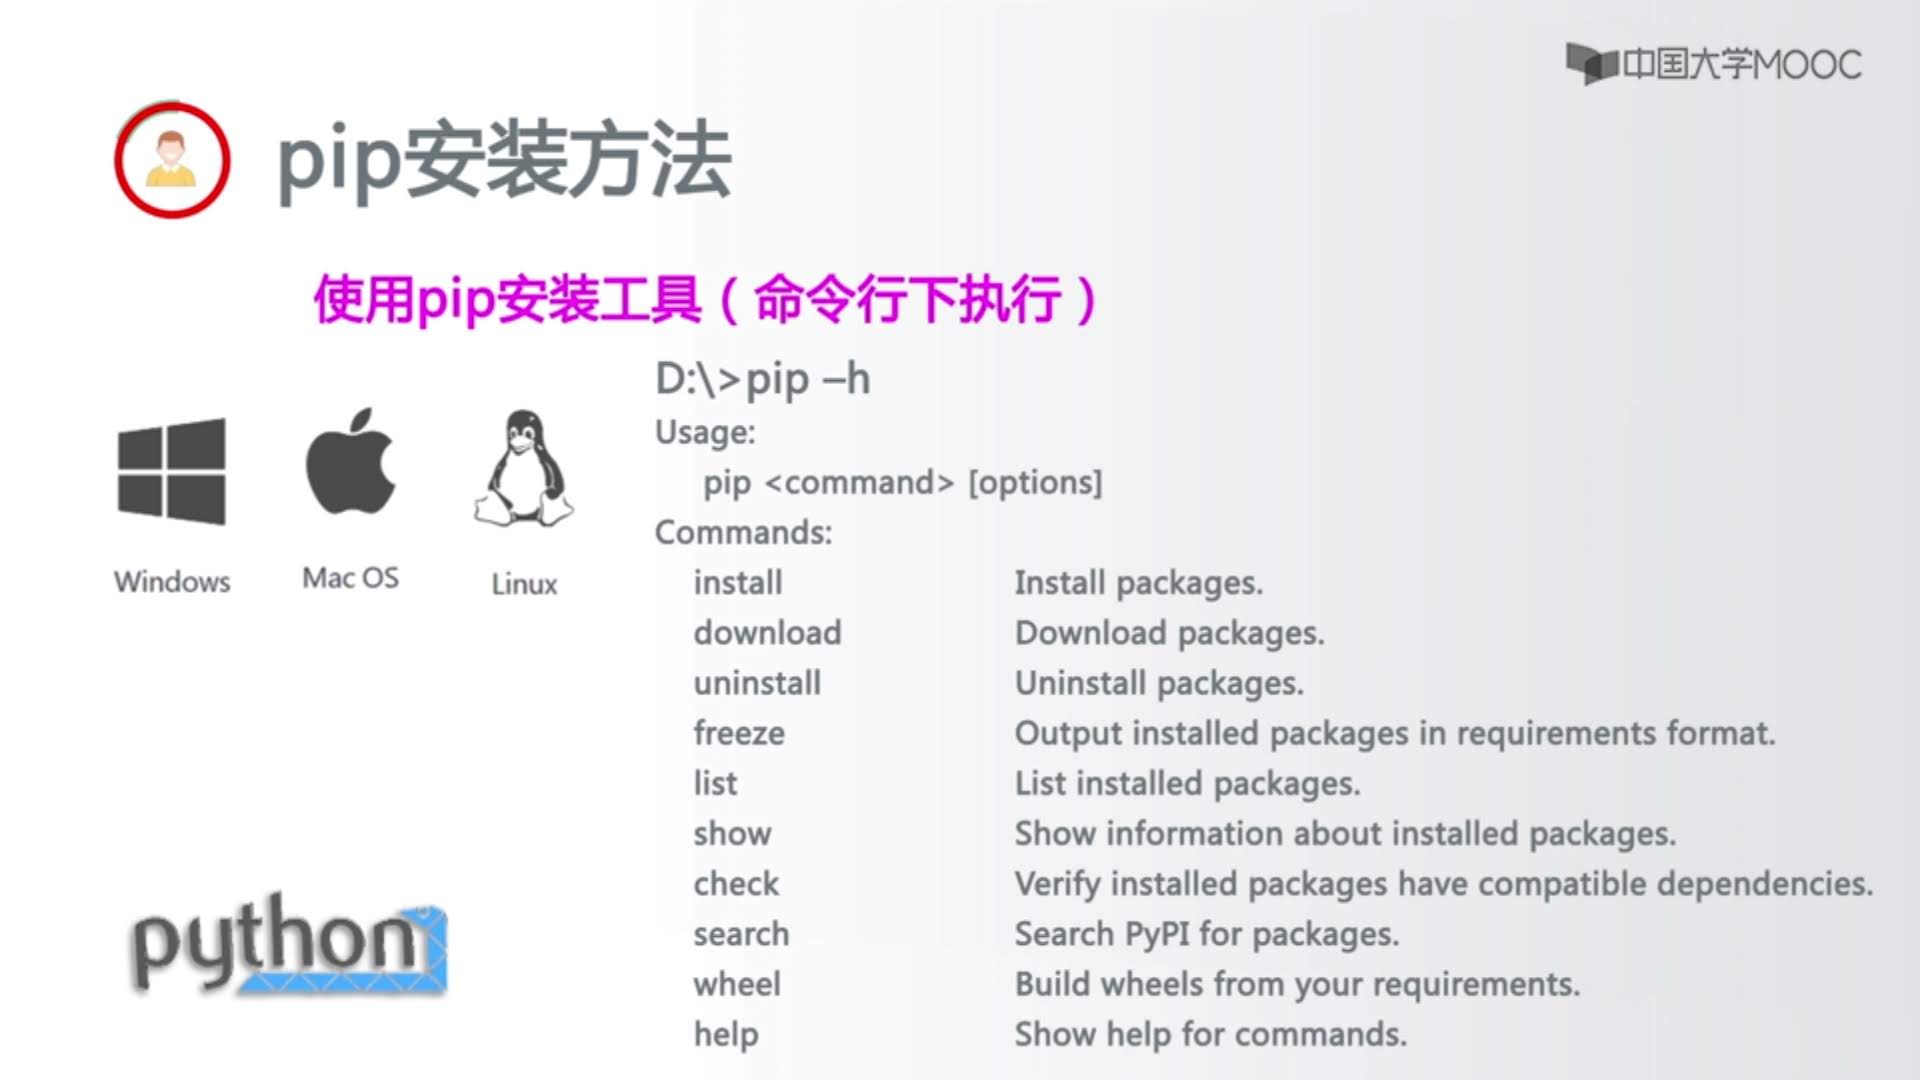 中国大学MOOC
pip安装方法
使用pip安装工具（命令行下执行）
Windows
Mac OS
Linux
D:\>pip –h
Usage:
pip <command> [options]
Commands:
install Install packages.
download Download packages.
uninstall Uninstall packages.
freeze Output installed packages in requirements format.
list List installed packages.
show Show information about installed packages.
check Verify installed packages have compatible dependencies.
search Search PyPI for packages.
wheel Build wheels from your requirements.
help Show help for commands.
python